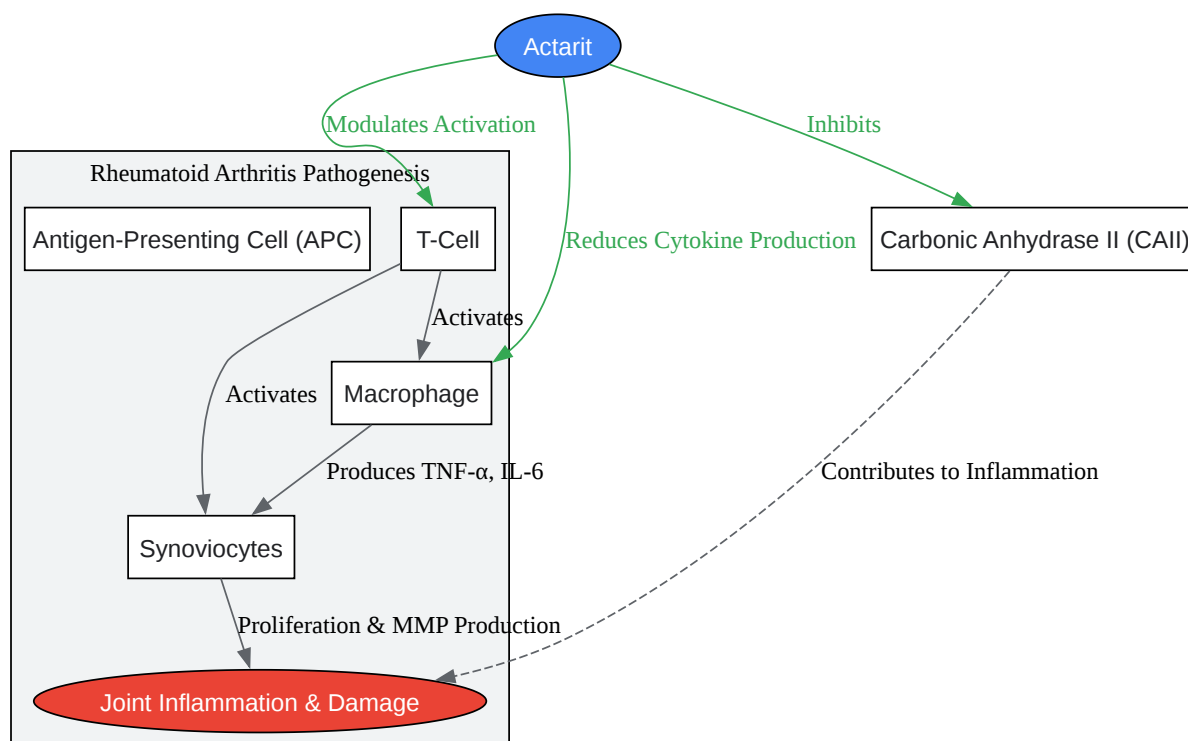 Actarit
Modulates Activation
Inhibits
Rheumatoid Arthritis Pathogenesis
Antigen-Presenting Cell (APC)
T-Cell
Reduces Cytokine Production
Carbonic Anhydrase II (CAII)
Activates
Macrophage
Activates
Produces TNF-α, IL-6
Contributes to Inflammation
Synoviocytes
Proliferation & MMP Production
Joint Inflammation & Damage